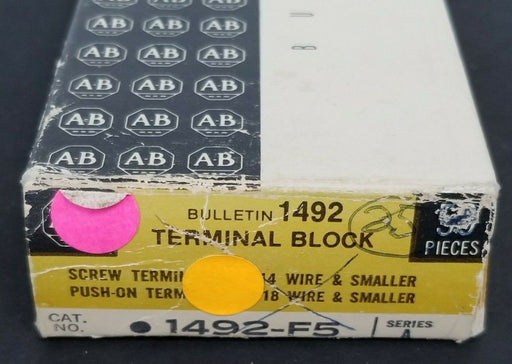 A-B A-B A-B
A-B A-B A-B
A-B A-B A-B
A-B A-B A-B
A-B A-B A-B
BULLETIN 1492
TERMINAL BLOCK
25
PIECES
SCREW TERMI 14 WIRE & SMALLER
PUSH-ON TERM 18 WIRE & SMALLER
CAT.
NO.
● 1492-F5
SERIES
A